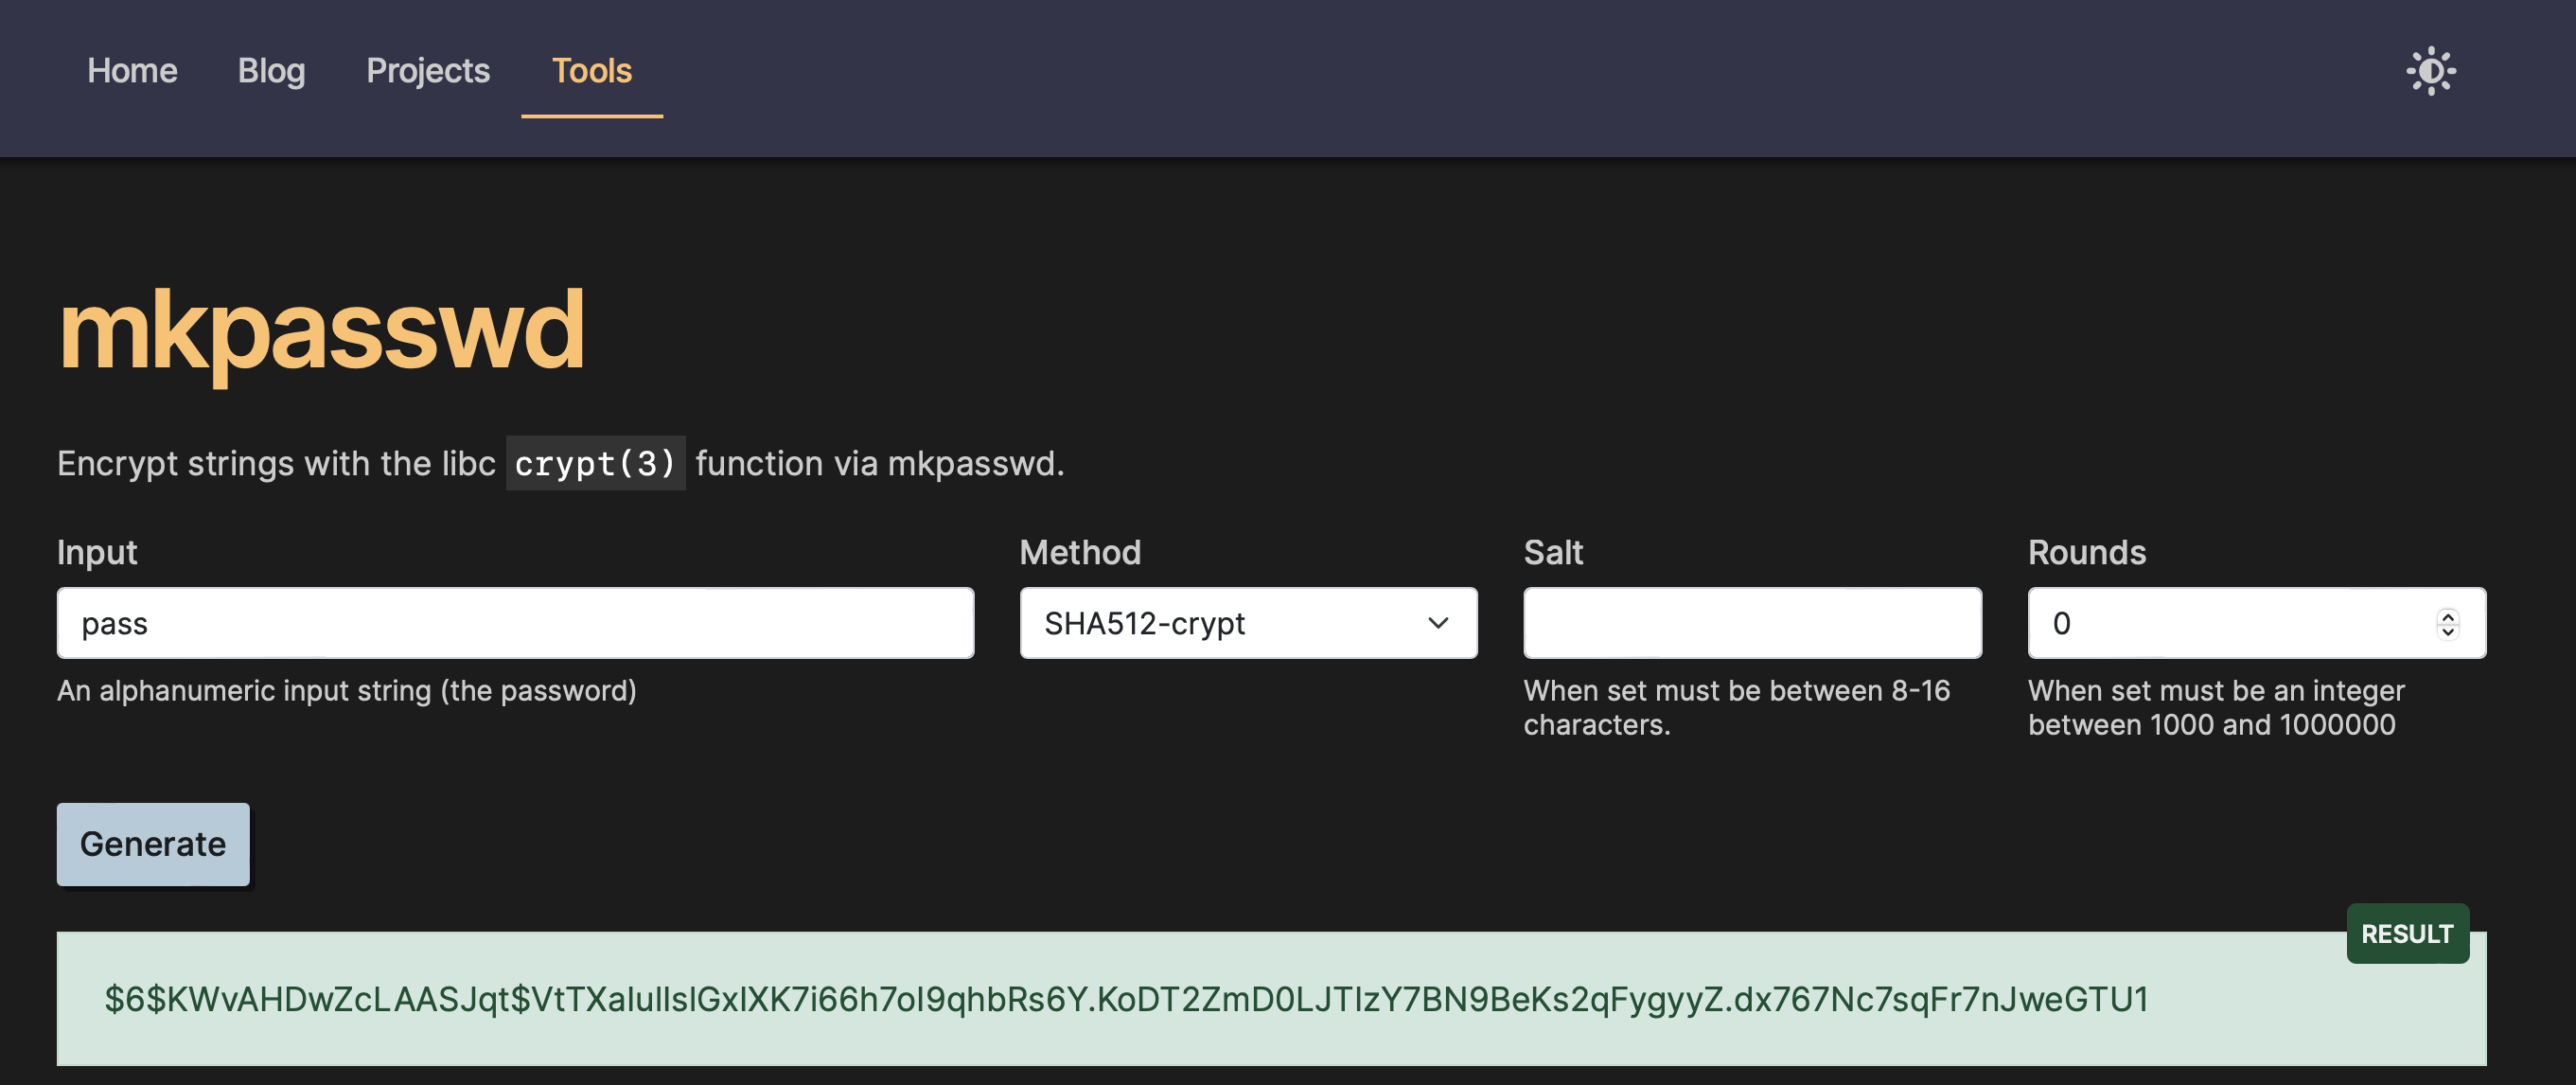 Home Blog Projects Tools
mkpasswd
Encrypt strings with the libc crypt(3) function via mkpasswd.
Input Method Salt Rounds
pass SHA512-crypt 0
An alphanumeric input string (the password) When set must be between 8-16 characters. When set must be an integer between 1000 and 1000000
Generate
RESULT
$6$KWvAHDwZcLAASJqt$VtTXaIulIsIGxIXK7i66h7oI9qhbRs6Y.KoDT2ZmD0LJTIzY7BN9BeKs2qFygyyZ.dx767Nc7sqFr7nJweGTU1